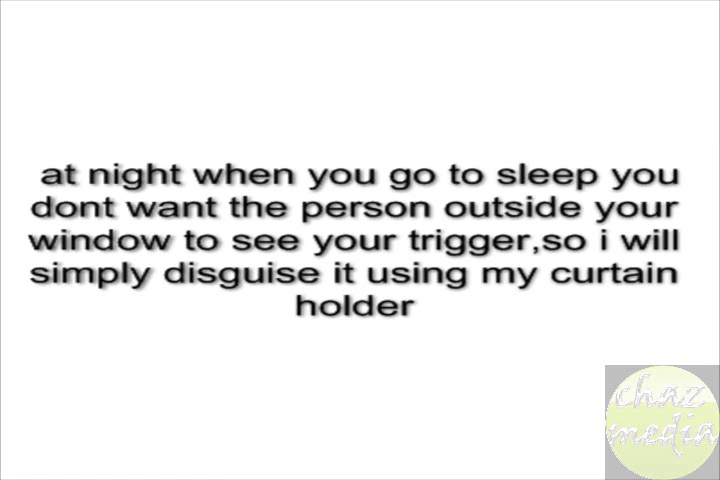 at night when you go to sleep you
dont want the person outside your
window to see your trigger,so i will
simply disguise it using my curtain
holder
chaz
media